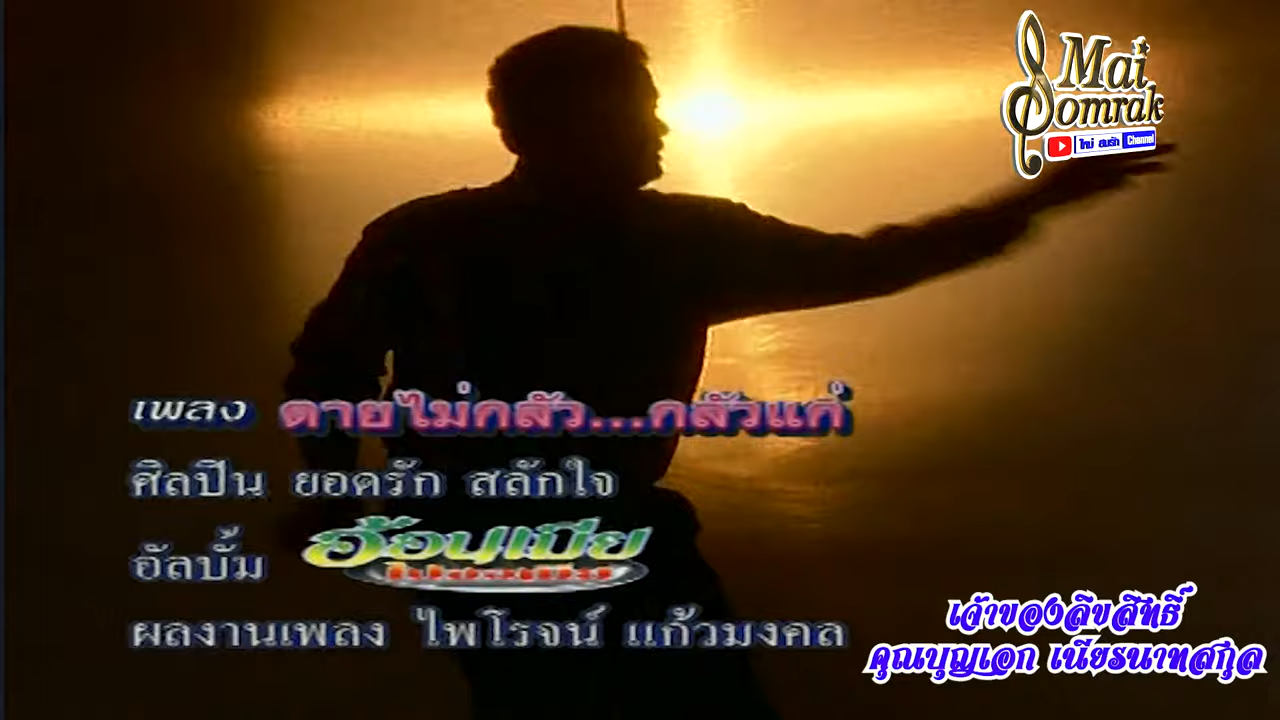 Mai
Somrak
ใหม่ สมรัก Channel
เพลง ตายไม่กลัว...กลัวแก่
ศิลปิน ยอดรัก สลักใจ
อัลบั้ม อ้อนเมีย
ผลงานเพลง ไพโรจน์ แก้วมงคล
เจ้าของลิขสิทธิ์
คุณบุญเอก เนียรนาทสกุล